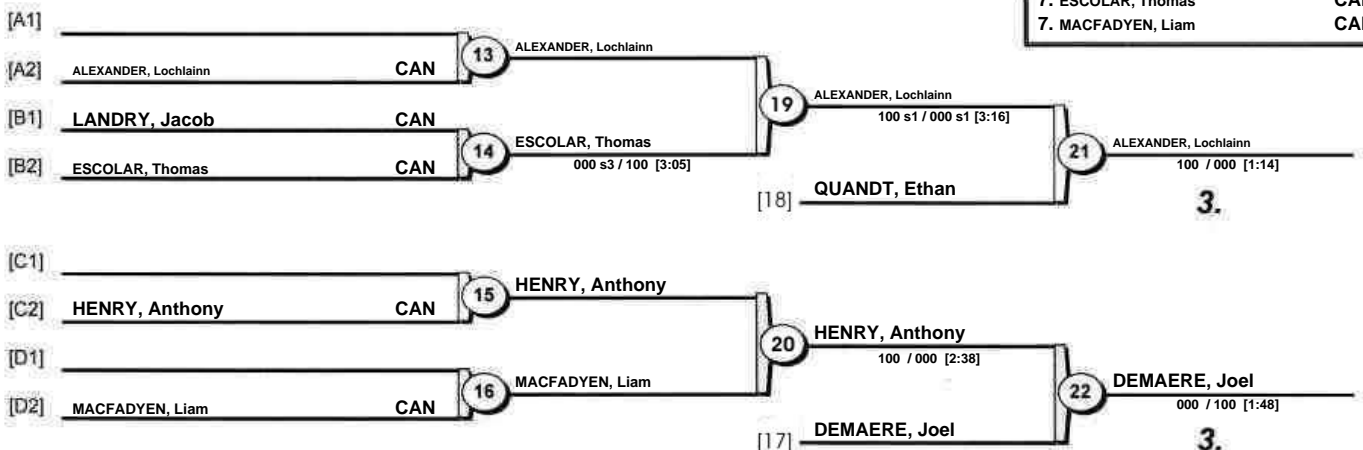 7. ESCOLAR, Thomas
7. MACFADYEN, Liam
[A1]
13
ALEXANDER, Lochlainn
[A2] ALEXANDER, Lochlainn CAN
19
ALEXANDER, Lochlainn
100 s1 / 000 s1 [3:16]
[B1] LANDRY, Jacob CAN
14
ESCOLAR, Thomas
000 s3 / 100 [3:05]
21
ALEXANDER, Lochlainn
100 / 000 [1:14]
[B2] ESCOLAR, Thomas CAN
[18] QUANDT, Ethan
3.
[C1]
15
HENRY, Anthony
[C2] HENRY, Anthony CAN
20
HENRY, Anthony
100 / 000 [2:38]
[D1]
16
MACFADYEN, Liam
22
DEMAERE, Joel
000 / 100 [1:48]
[D2] MACFADYEN, Liam CAN
[17] DEMAERE, Joel
3.